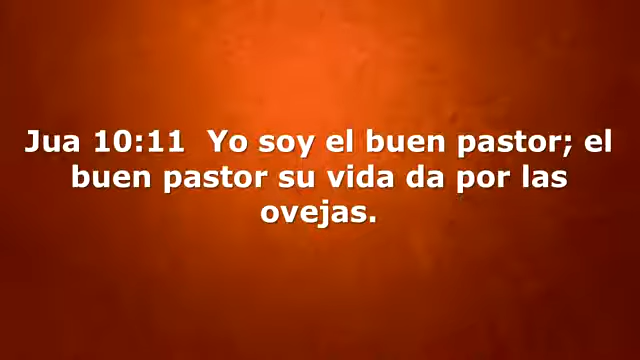 Jua 10:11  Yo soy el buen pastor; el
buen pastor su vida da por las
ovejas.